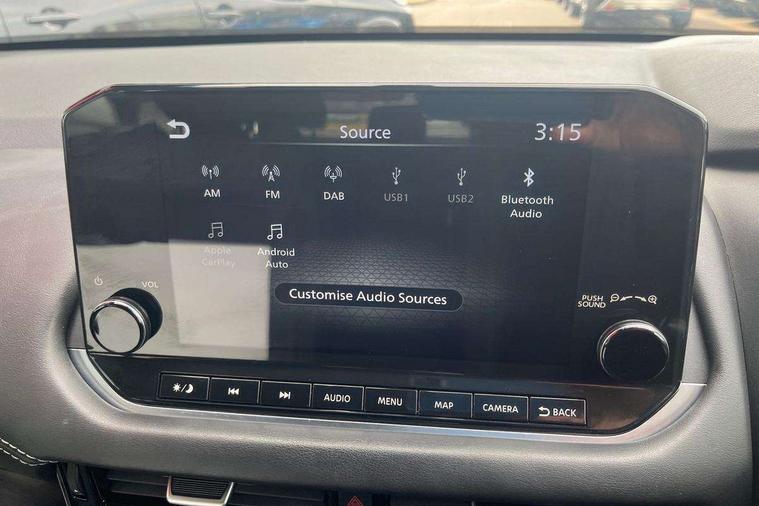 Source
3:15
AM
FM
DAB
USB1
USB2
Bluetooth
Audio
Apple
CarPlay
Android
Auto
Customise Audio Sources
VOL
PUSH
SOUND
AUDIO
MENU
MAP
CAMERA
BACK